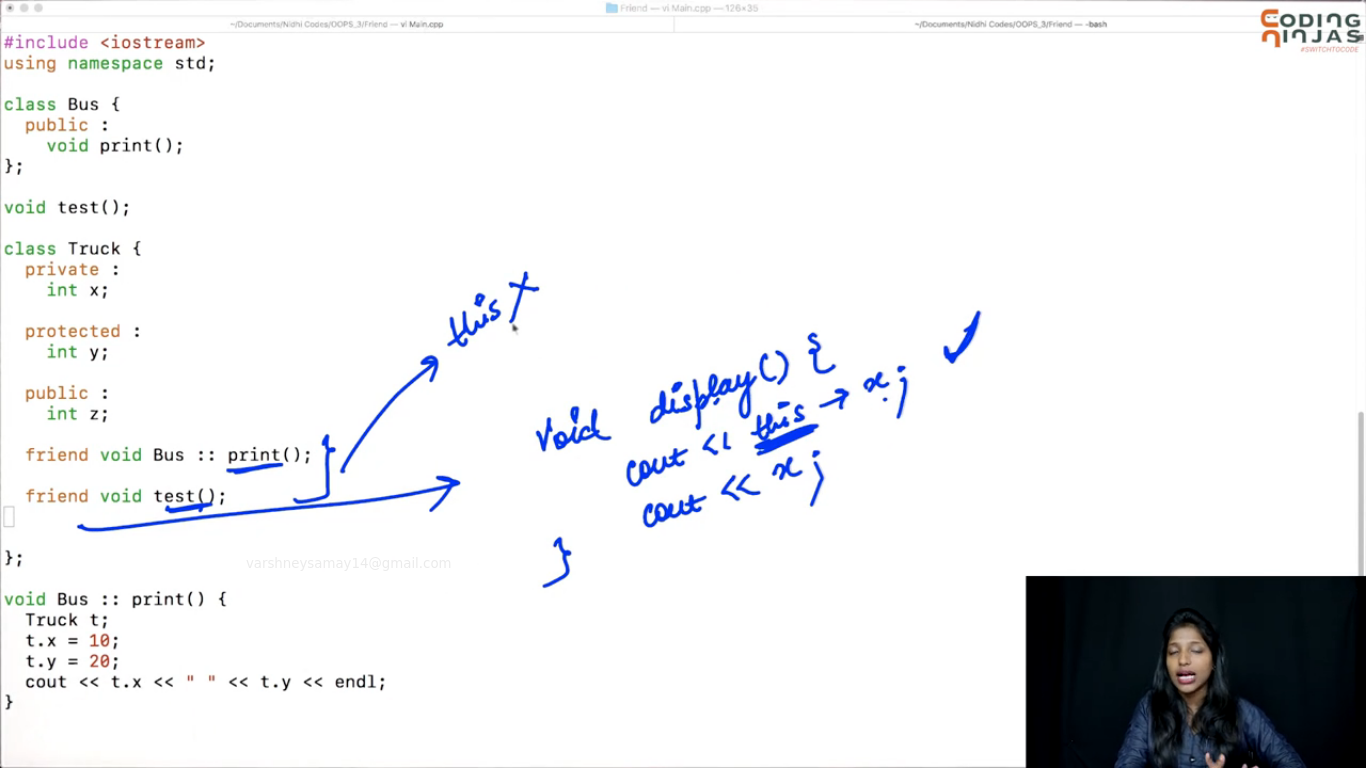 Friend — vi Main.cpp — 126×35
~/Documents/Nidhi Codes/OOPS_3/Friend — vi Main.cpp
~/Documents/Nidhi Codes/OOPS_3/Friend — -bash
CODING
NINJAS
#SWITCHTOCODE
#include <iostream>
using namespace std;
class Bus {
public :
void print();
};
void test();
class Truck {
private :
int x;
protected :
int y;
public :
int z;
friend void Bus :: print();
friend void test();
};
void Bus :: print() {
Truck t;
t.x = 10;
t.y = 20;
cout << t.x << " " << t.y << endl;
}
this
void display() {
cout << this → x;
cout << x;
}
varshneysamay14@gmail.com